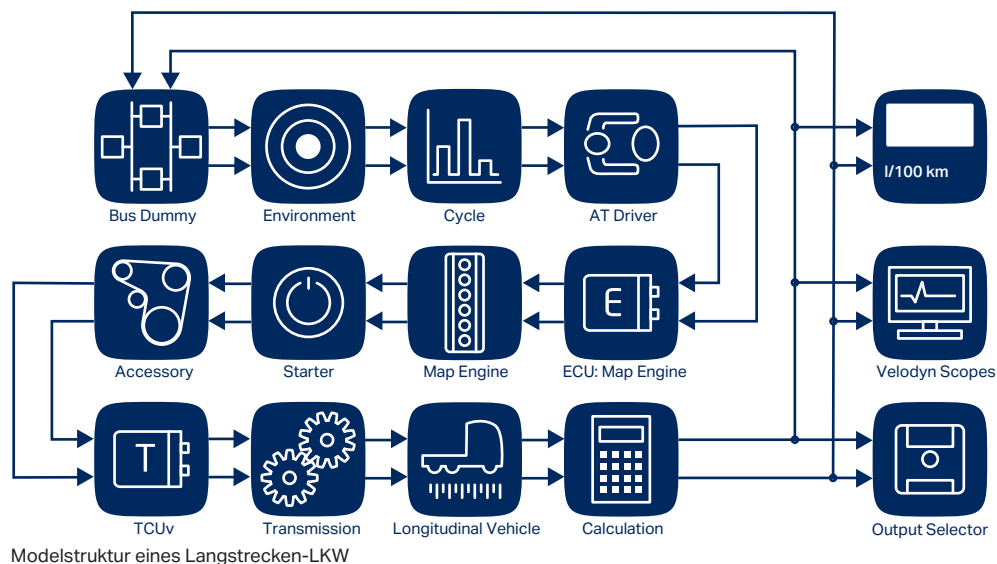 Bus Dummy
Environment
Cycle
AT Driver
l/100 km
Accessory
Starter
Map Engine
E
ECU: Map Engine
Velodyn Scopes
T
TCUv
Transmission
Longitudinal Vehicle
Calculation
Output Selector
Modelstruktur eines Langstrecken-LKW